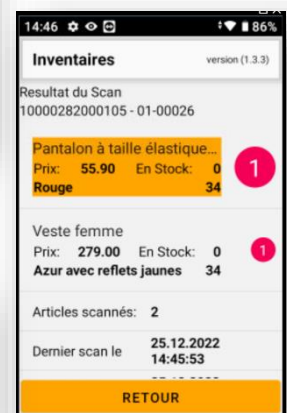 14:46 86%
Inventaires version (1.3.3)
Resultat du Scan
10000282000105 - 01-00026
Pantalon à taille élastique...
Prix: 55.90 En Stock: 0
Rouge 34
1
Veste femme
Prix: 279.00 En Stock: 0
Azur avec reflets jaunes 34
1
Articles scannés: 2
Dernier scan le 25.12.2022
14:45:53
RETOUR